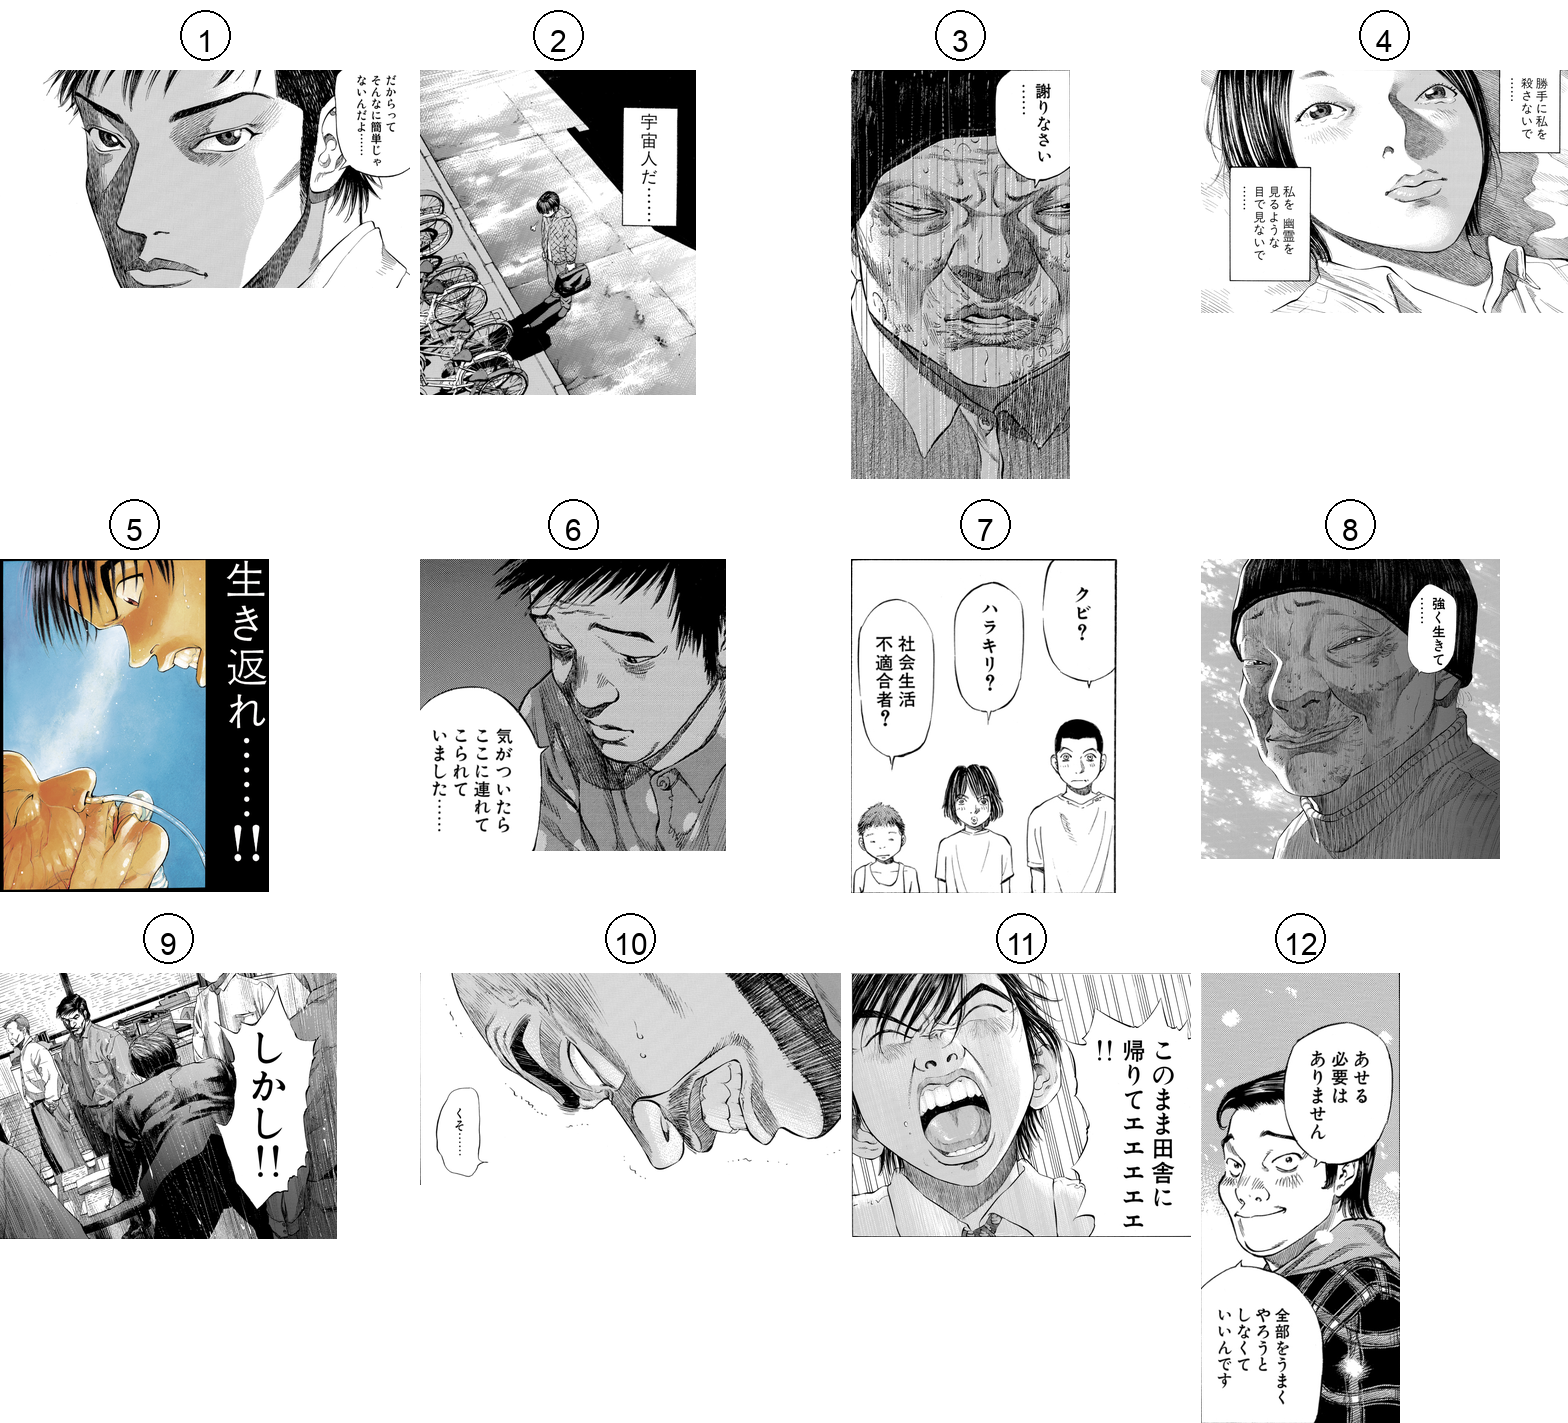 1
だからって
そんなに簡単じゃ
ないんだよ……
2
宇宙人だ……
3
謝りなさい
……
4
勝手に私を
殺さないで
……
私を 幽霊を
見るような
目で見ないで
……
5
生き返れ……!!
6
気がついたら
ここに連れて
こられて
いました……
7
クビ？
ハラキリ？
社会生活
不適合者？
8
強く生きて
……
9
しかし!!
10
くそ……
11
このまま田舎に
帰りてエエエエエ
!!
12
あせる
必要は
ありません
全部をうまく
やろうと
しなくて
いいんです